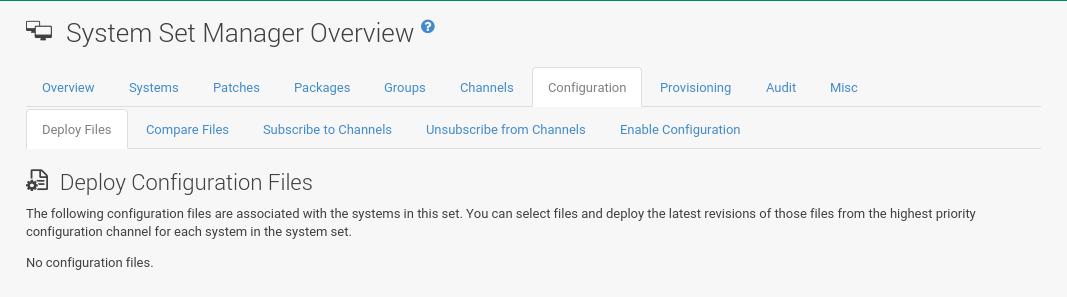 System Set Manager Overview ?
Overview Systems Patches Packages Groups Channels Configuration Provisioning Audit Misc
Deploy Files Compare Files Subscribe to Channels Unsubscribe from Channels Enable Configuration
Deploy Configuration Files
The following configuration files are associated with the systems in this set. You can select files and deploy the latest revisions of those files from the highest priority
configuration channel for each system in the system set.
No configuration files.